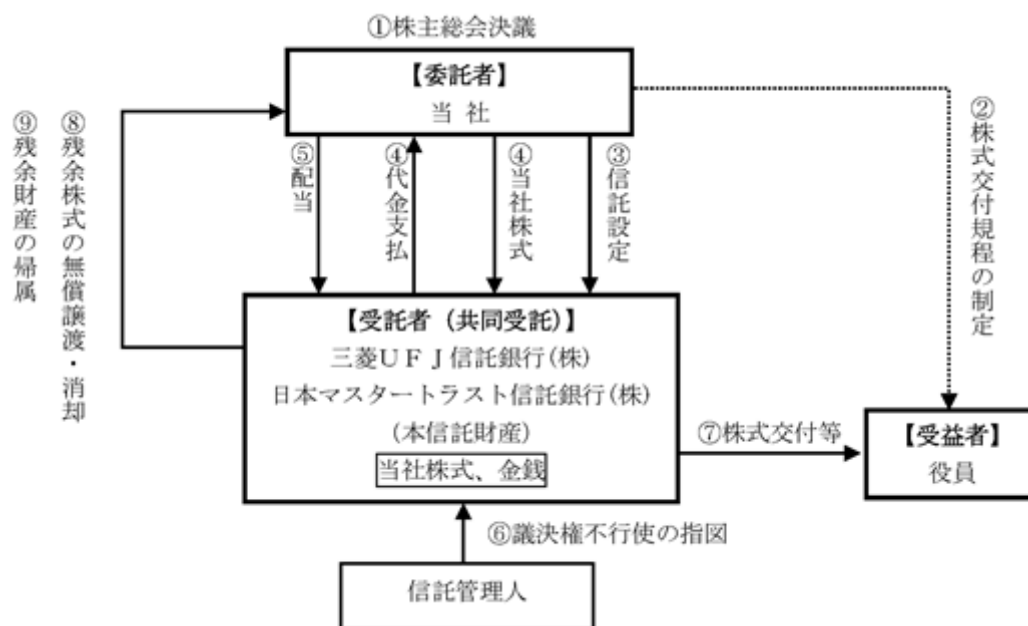 ①株主総会決議
【委託者】
当 社
⑨残余財産の帰属
⑧残余株式の無償譲渡・消却
⑤配当
④代金支払
④当社株式
③信託設定
②株式交付規程の制定
【受託者（共同受託）】
三菱ＵＦＪ信託銀行(株)
日本マスタートラスト信託銀行(株)
(本信託財産)
当社株式、金銭
⑦株式交付等
【受益者】
役員
⑥議決権不行使の指図
信託管理人